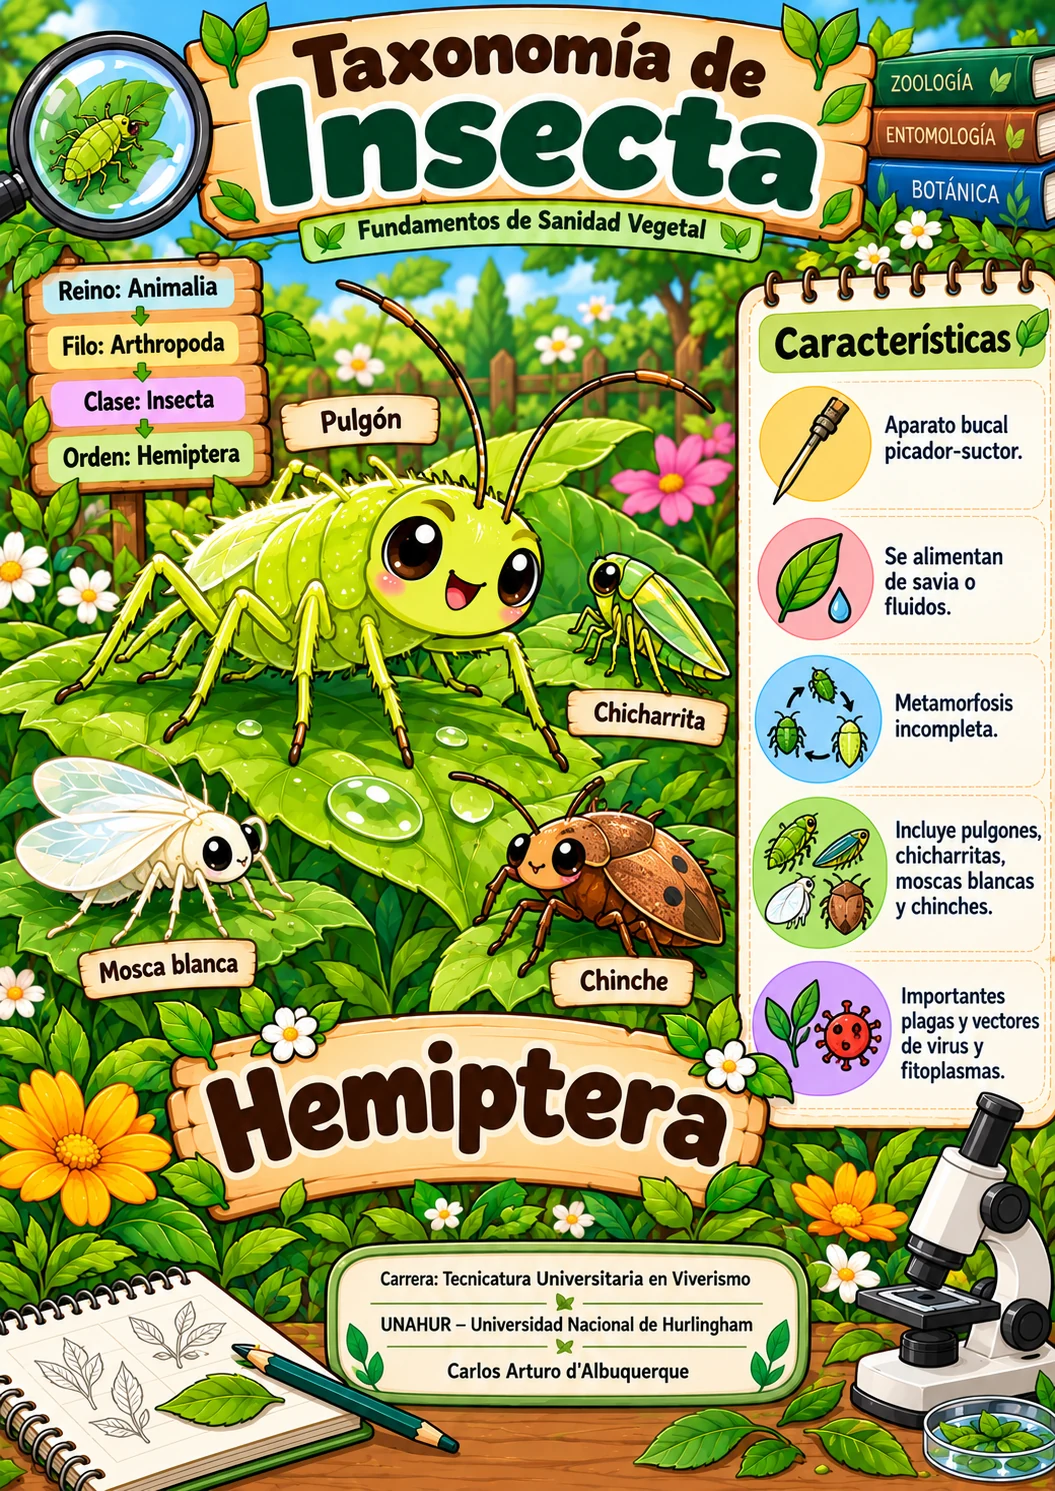 Taxonomía de
Insecta
Fundamentos de Sanidad Vegetal
ZOOLOGÍA
ENTOMOLOGÍA
BOTÁNICA
Reino: Animalia
Filo: Arthropoda
Clase: Insecta
Orden: Hemiptera
Pulgón
Chicharrita
Mosca blanca
Chinche
Características
Aparato bucal
picador-suctor.
Se alimentan
de savia o
fluidos.
Metamorfosis
incompleta.
Incluye pulgones,
chicharritas,
moscas blancas
y chinches.
Importantes
plagas y vectores
de virus y
fitoplasmas.
Hemiptera
Carrera: Tecnicatura Universitaria en Viverismo
UNAHUR – Universidad Nacional de Hurlingham
Carlos Arturo d'Albuquerque